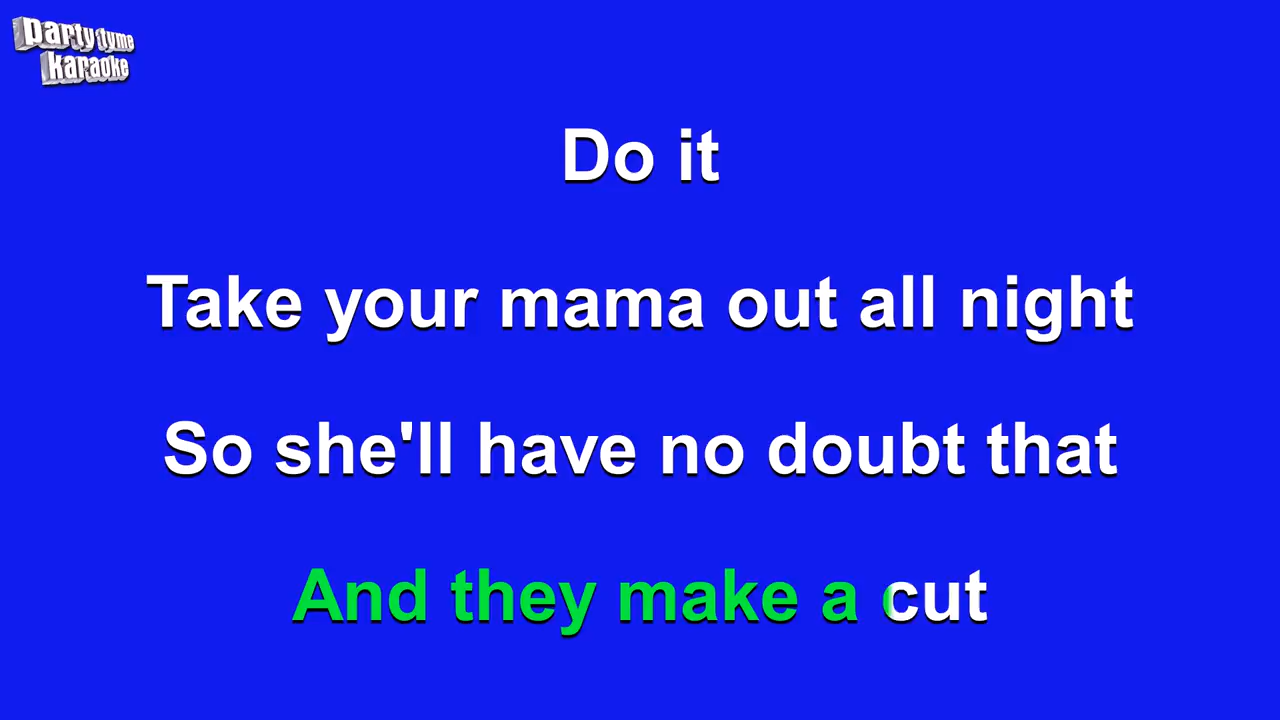 party tyme
karaoke
Do it
Take your mama out all night
So she'll have no doubt that
And they make a cut